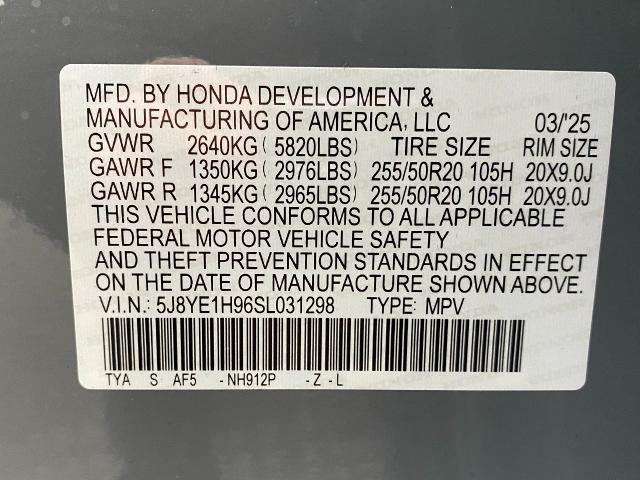 MFD. BY HONDA DEVELOPMENT &
MANUFACTURING OF AMERICA, LLC 03/'25
GVWR 2640KG ( 5820LBS) TIRE SIZE RIM SIZE
GAWR F 1350KG ( 2976LBS) 255/50R20 105H 20X9.0J
GAWR R 1345KG ( 2965LBS) 255/50R20 105H 20X9.0J
THIS VEHICLE CONFORMS TO ALL APPLICABLE
FEDERAL MOTOR VEHICLE SAFETY
AND THEFT PREVENTION STANDARDS IN EFFECT
ON THE DATE OF MANUFACTURE SHOWN ABOVE.
V.I.N.: 5J8YE1H96SL031298 TYPE: MPV
TYA S AF5 -NH912P -Z-L